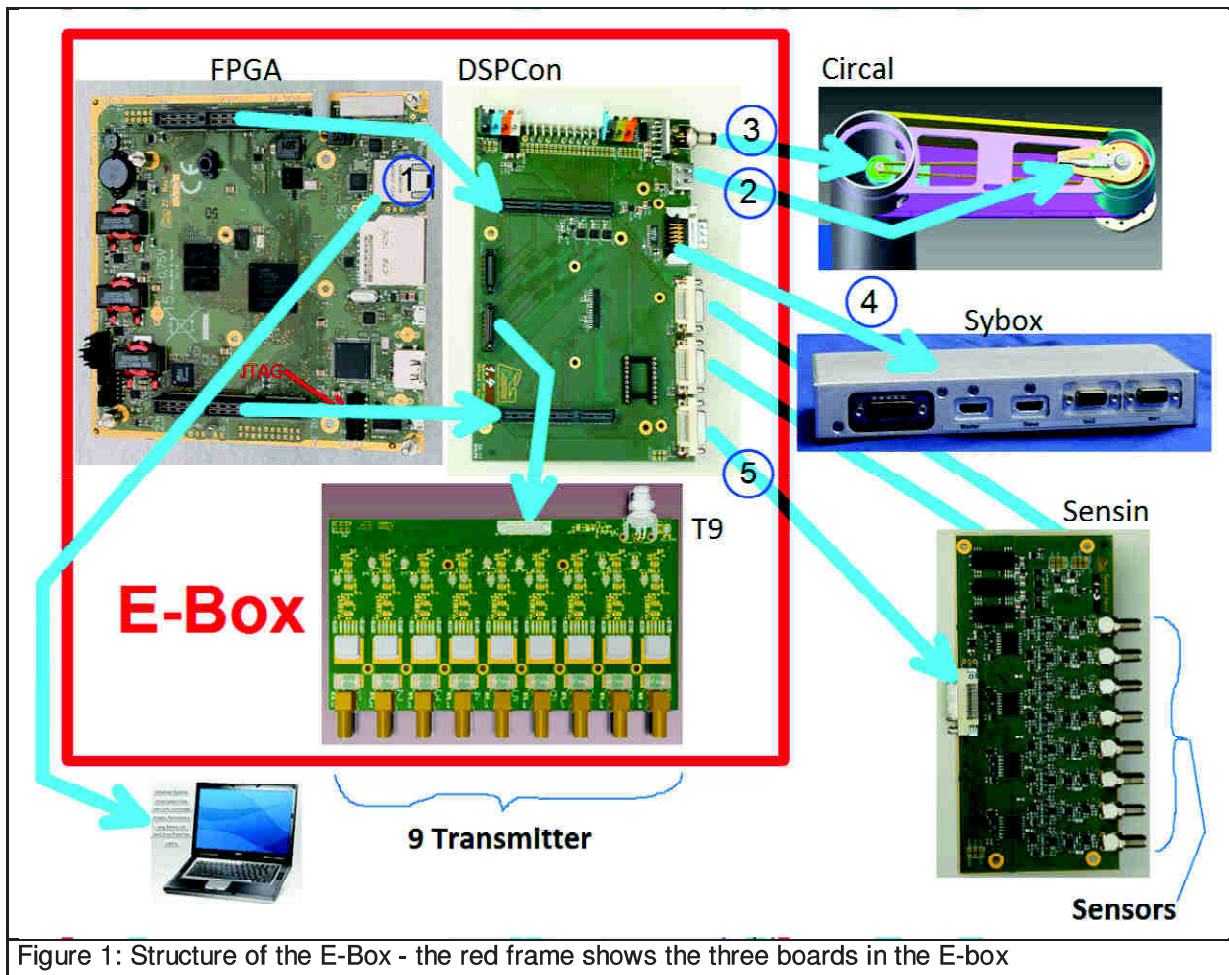 FPGA
DSPCon
Circal
1
3
2
JTAG
4
Sybox
5
T9
Sensin
E-Box
9 Transmitter
Sensors
Figure 1: Structure of the E-Box - the red frame shows the three boards in the E-box